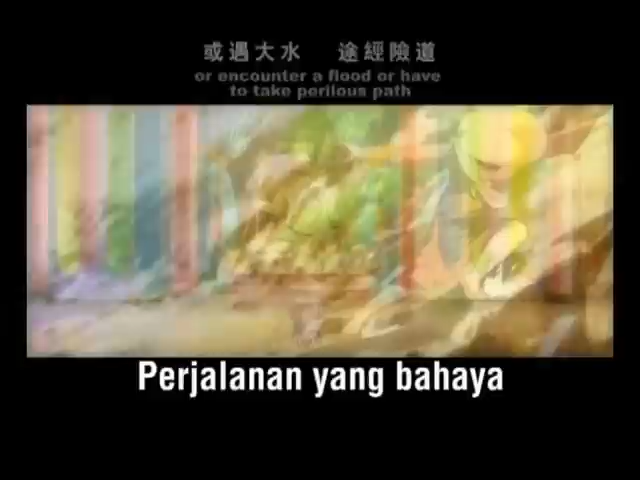 或遇大水 途經險道
or encounter a flood or have
to take perilous path
Perjalanan yang bahaya